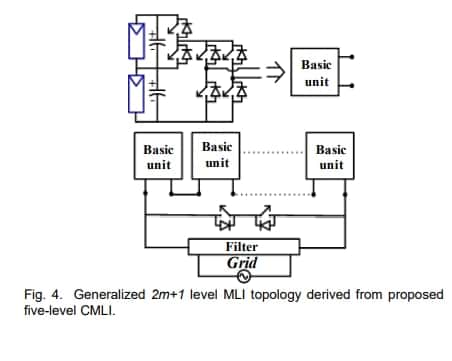 Basic
unit
Basic
unit
Basic
unit
Basic
unit
Filter
Grid
Fig. 4. Generalized 2m+1 level MLI topology derived from proposed
five-level CMLI.